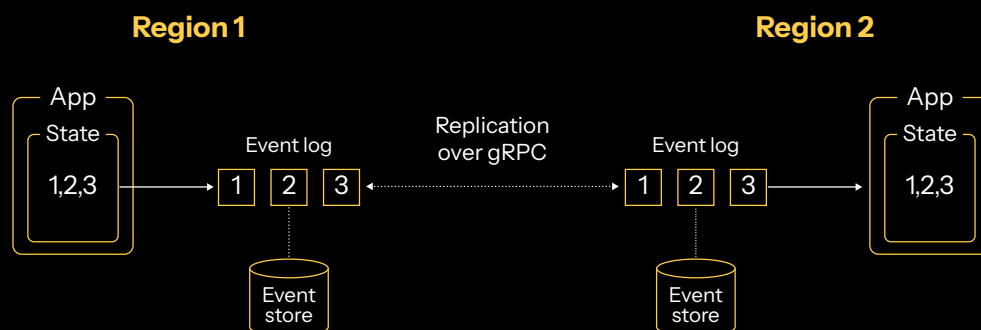 Region 1
Region 2
App
State
1,2,3
Event log
1 2 3
Event
store
Replication
over gRPC
Event log
1 2 3
Event
store
App
State
1,2,3